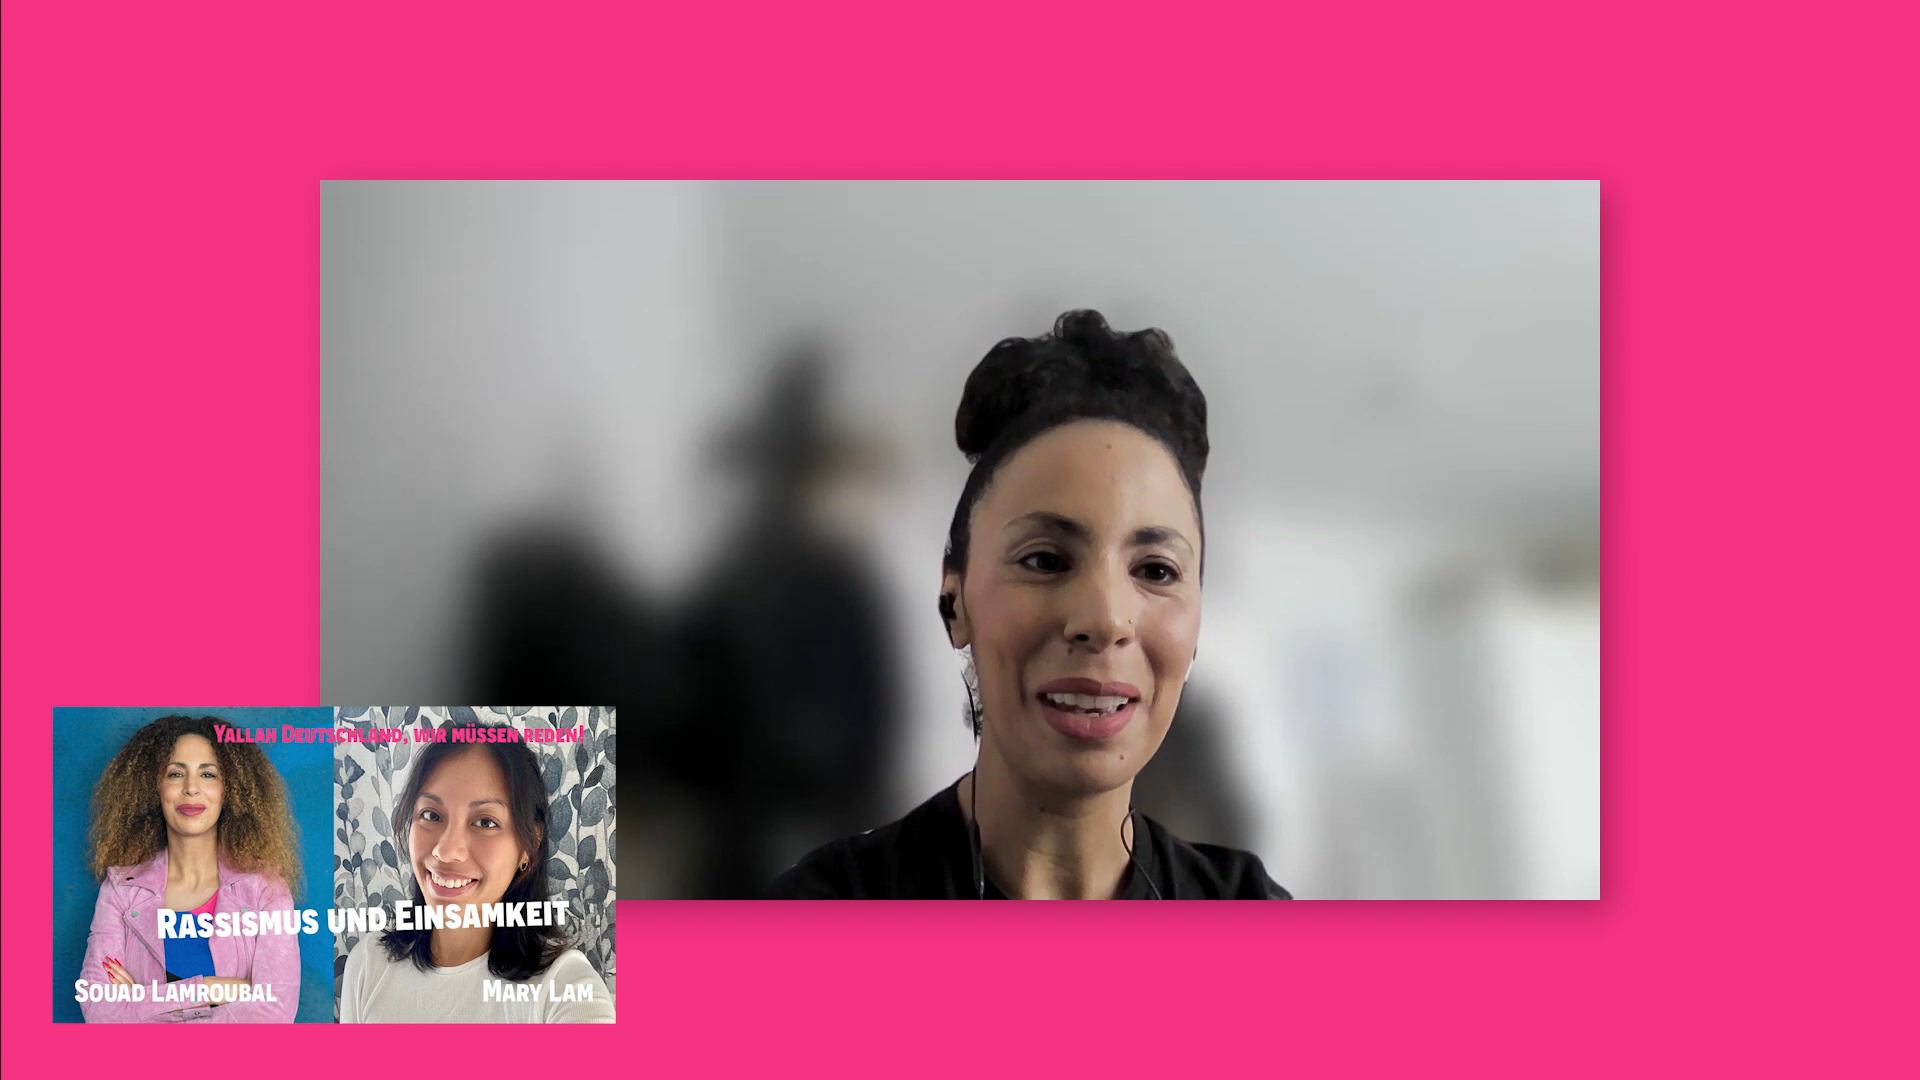 Yallah Deutschland, wir müssen reden!
Rassismus und Einsamkeit
Souad Lamroubal
Mary Lam